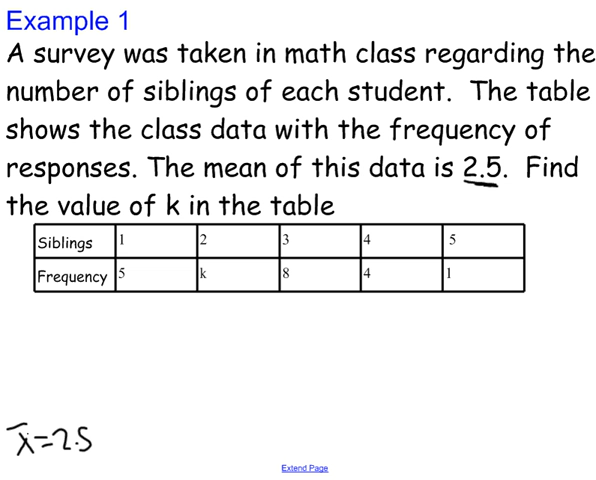 Example 1
A survey was taken in math class regarding the
number of siblings of each student. The table
shows the class data with the frequency of
responses. The mean of this data is 2.5. Find
the value of k in the table
Siblings 1 2 3 4 5
Frequency 5 k 8 4 1
x̄=2.5
Extend Page